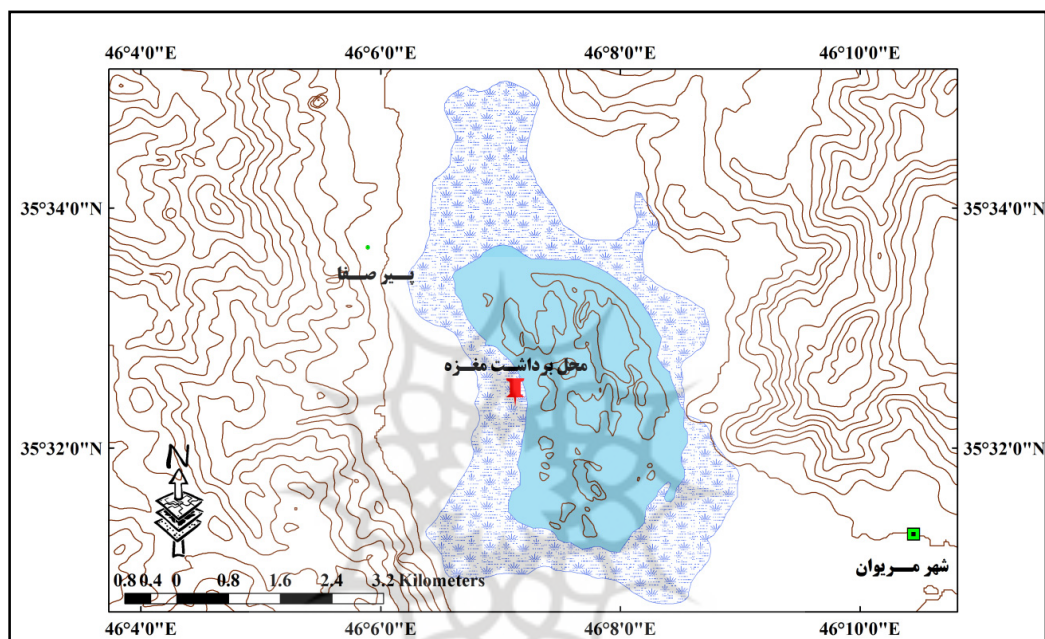 46°4'0"E 46°6'0"E 46°8'0"E 46°10'0"E
35°34'0"N 35°34'0"N
پیر صفا
محل برداشت مغزه
35°32'0"N 35°32'0"N
N
شهر مریوان
0.8 0.4 0 0.8 1.6 2.4 3.2 Kilometers
46°4'0"E 46°6'0"E 46°8'0"E 46°10'0"E